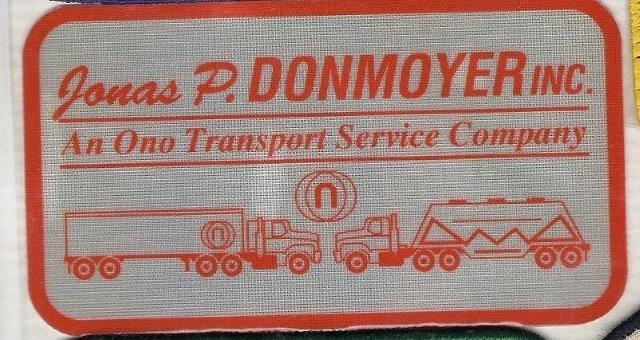 Jonas P. DONMOYER INC.
An Ono Transport Service Company
n
n